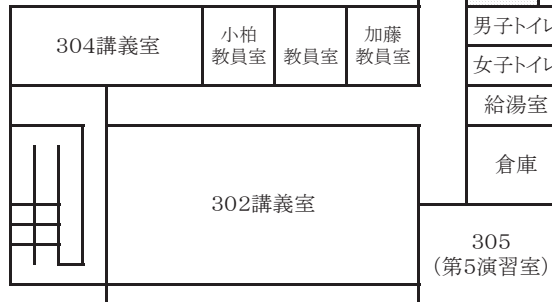 304講義室
小柏
教員室
教員室
加藤
教員室
男子トイレ
女子トイレ
給湯室
倉庫
302講義室
305
(第5演習室)